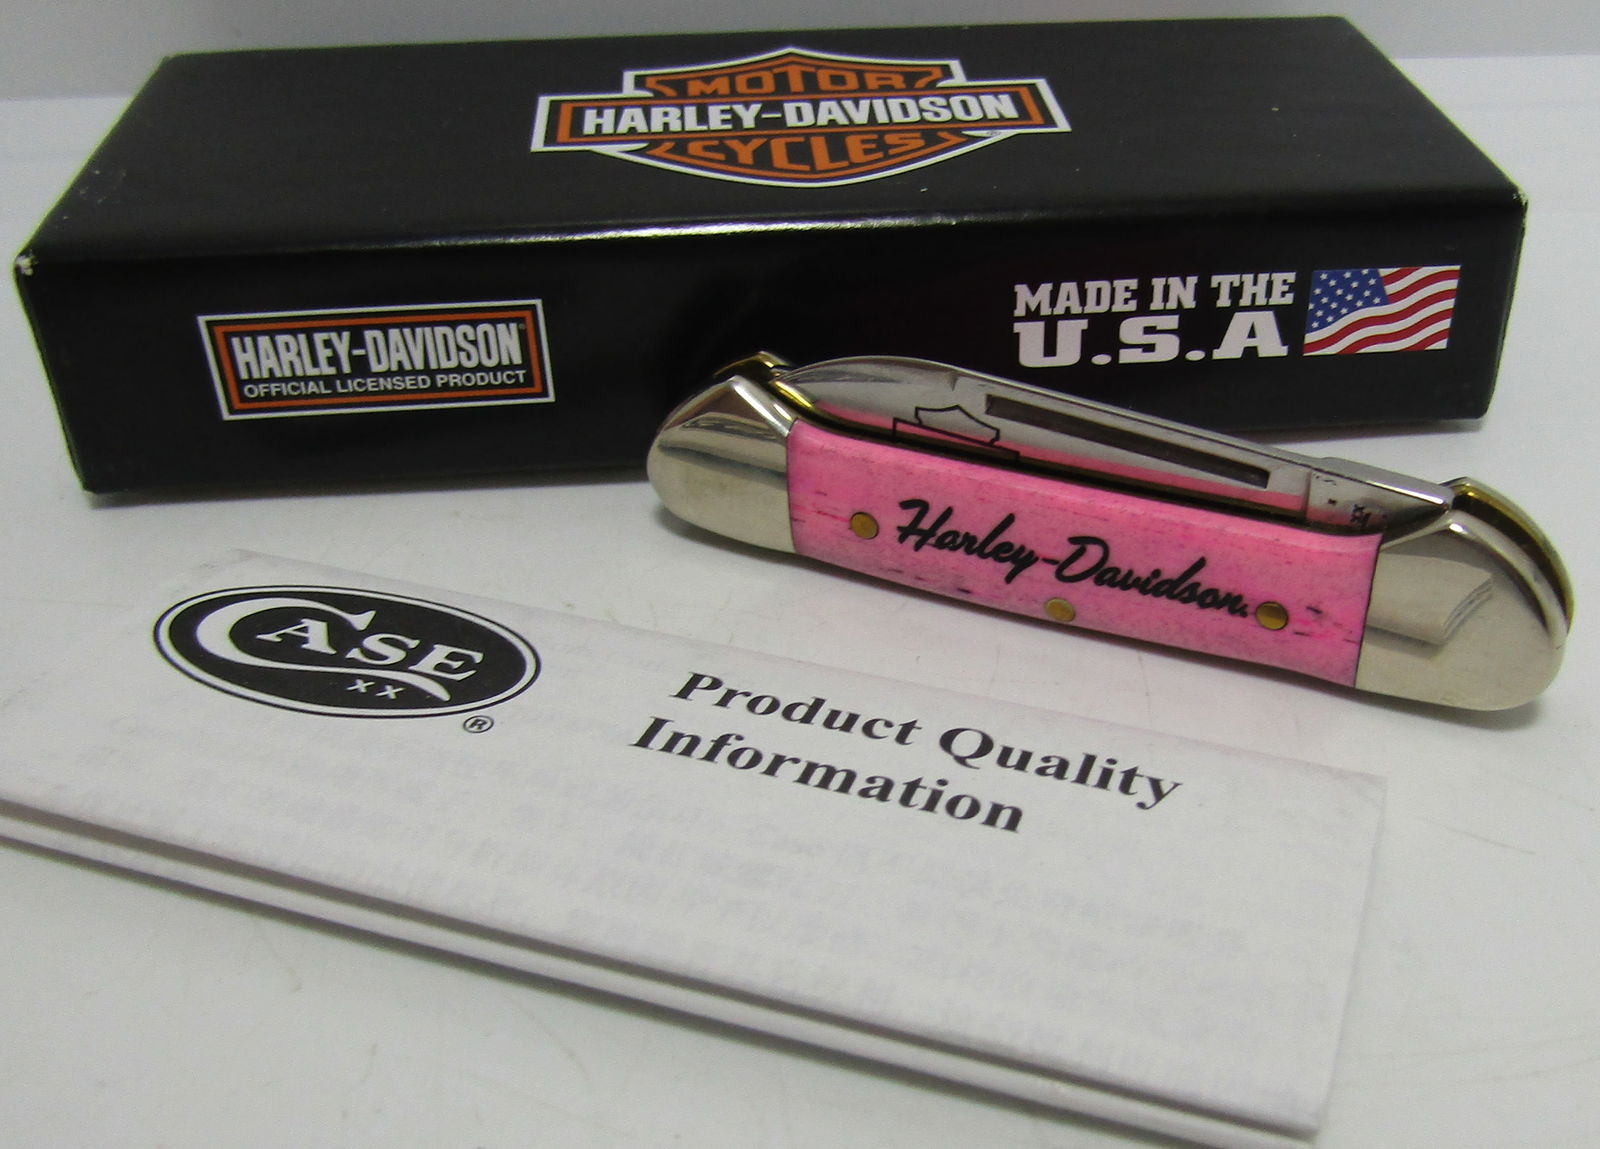 MOTOR
HARLEY-DAVIDSON
CYCLES
®
HARLEY-DAVIDSON®
OFFICIAL LICENSED PRODUCT
MADE IN THE
U.S.A
Harley-Davidson.
CASE
XX
®
Product Quality
Information